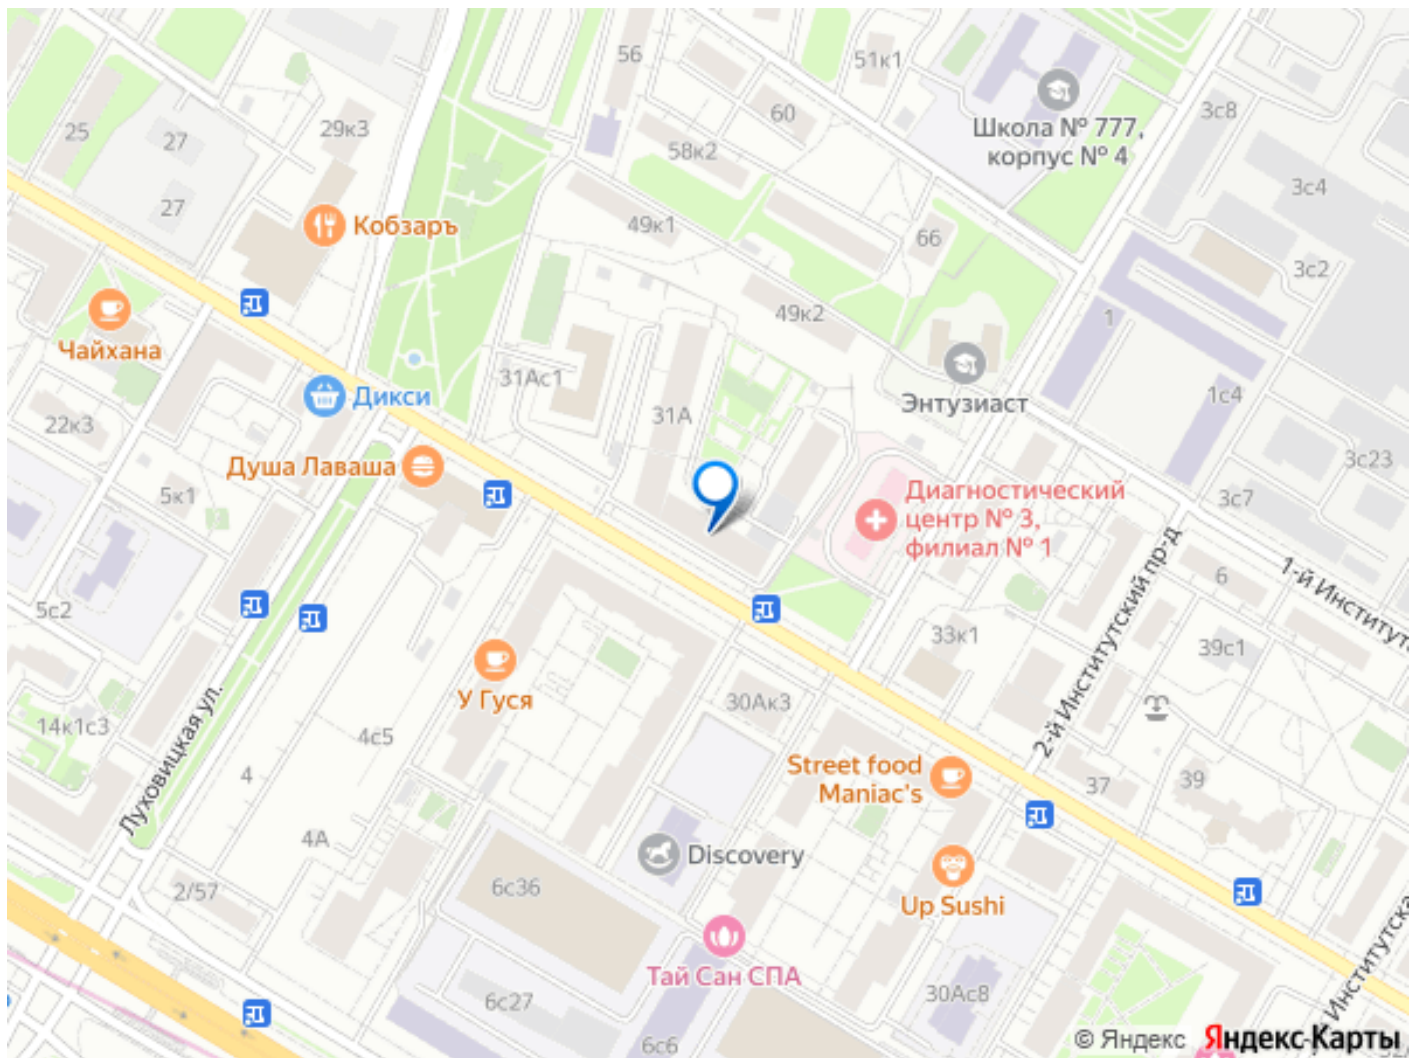 56
51к1
25
27
29к3
60
3с8
Школа № 777,
корпус № 4
58к2
27
3с4
Кобзаръ
49к1
66
3с2
49к2
1
Чайхана
31Ас1
Дикси
Энтузиаст
1с4
22к3
31А
Душа Лаваша
3с23
5к1
Диагностический
центр № 3,
филиал № 1
3с7
2-й Институтский пр-д
1-й Института
6
5с2
33к1
39с1
У Гуся
30Ак3
14к1с3
4с5
Луховицкая ул.
4
Street food
Maniac's
37
39
4А
Discovery
2/57
6с36
Up Sushi
Институтска
Тай Сан СПА
6с27
30Ас8
6с6
© Яндекс Яндекс Карты